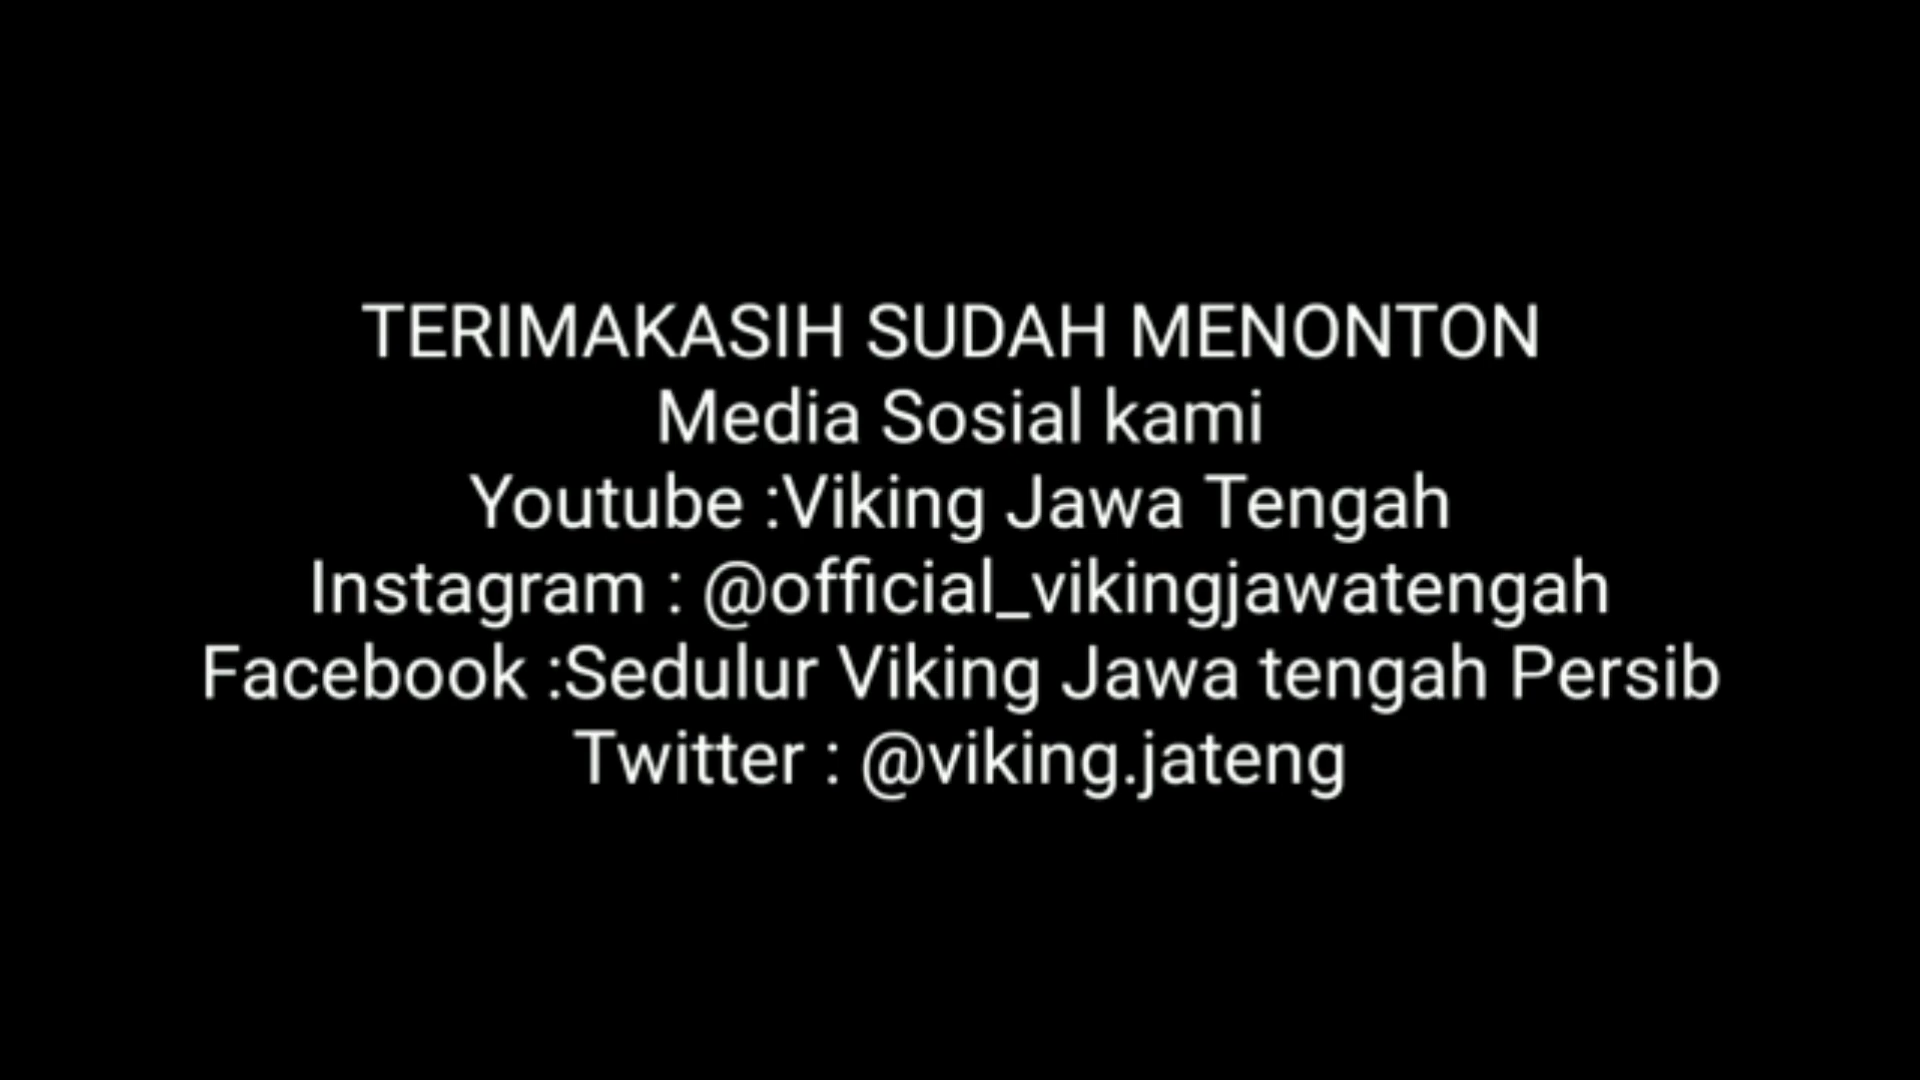 TERIMAKASIH SUDAH MENONTON
Media Sosial kami
Youtube :Viking Jawa Tengah
Instagram : @official_vikingjawatengah
Facebook :Sedulur Viking Jawa tengah Persib
Twitter : @viking.jateng